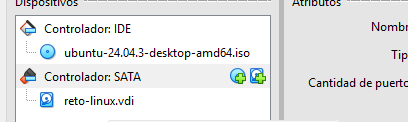 Dispositivos
Controlador: IDE
ubuntu-24.04.3-desktop-amd64.iso
Controlador: SATA
reto-linux.vdi
Atributos
Nombr
Tip
Cantidad de puerto